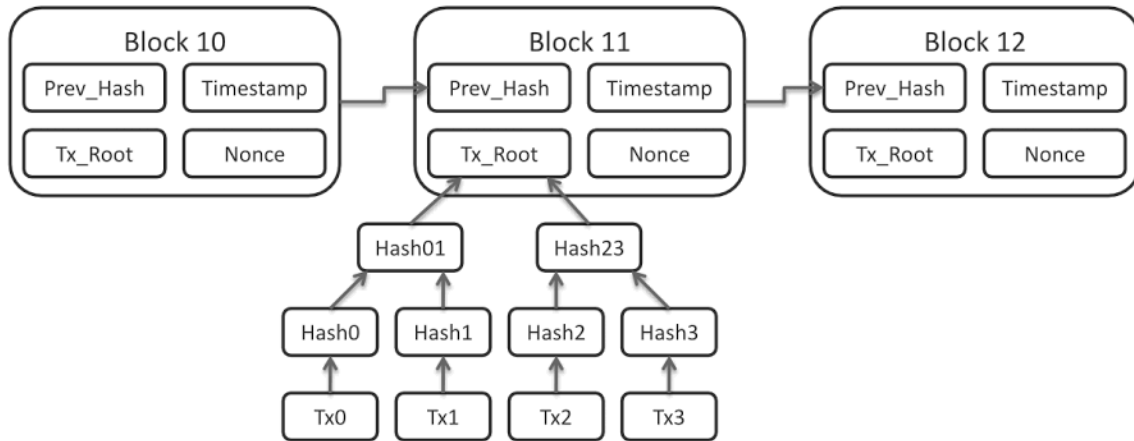 Block 10
Block 11
Block 12
Prev_Hash Timestamp
Prev_Hash Timestamp
Prev_Hash Timestamp
Tx_Root Nonce
Tx_Root Nonce
Tx_Root Nonce
Hash01
Hash23
Hash0
Hash1
Hash2
Hash3
Tx0
Tx1
Tx2
Tx3